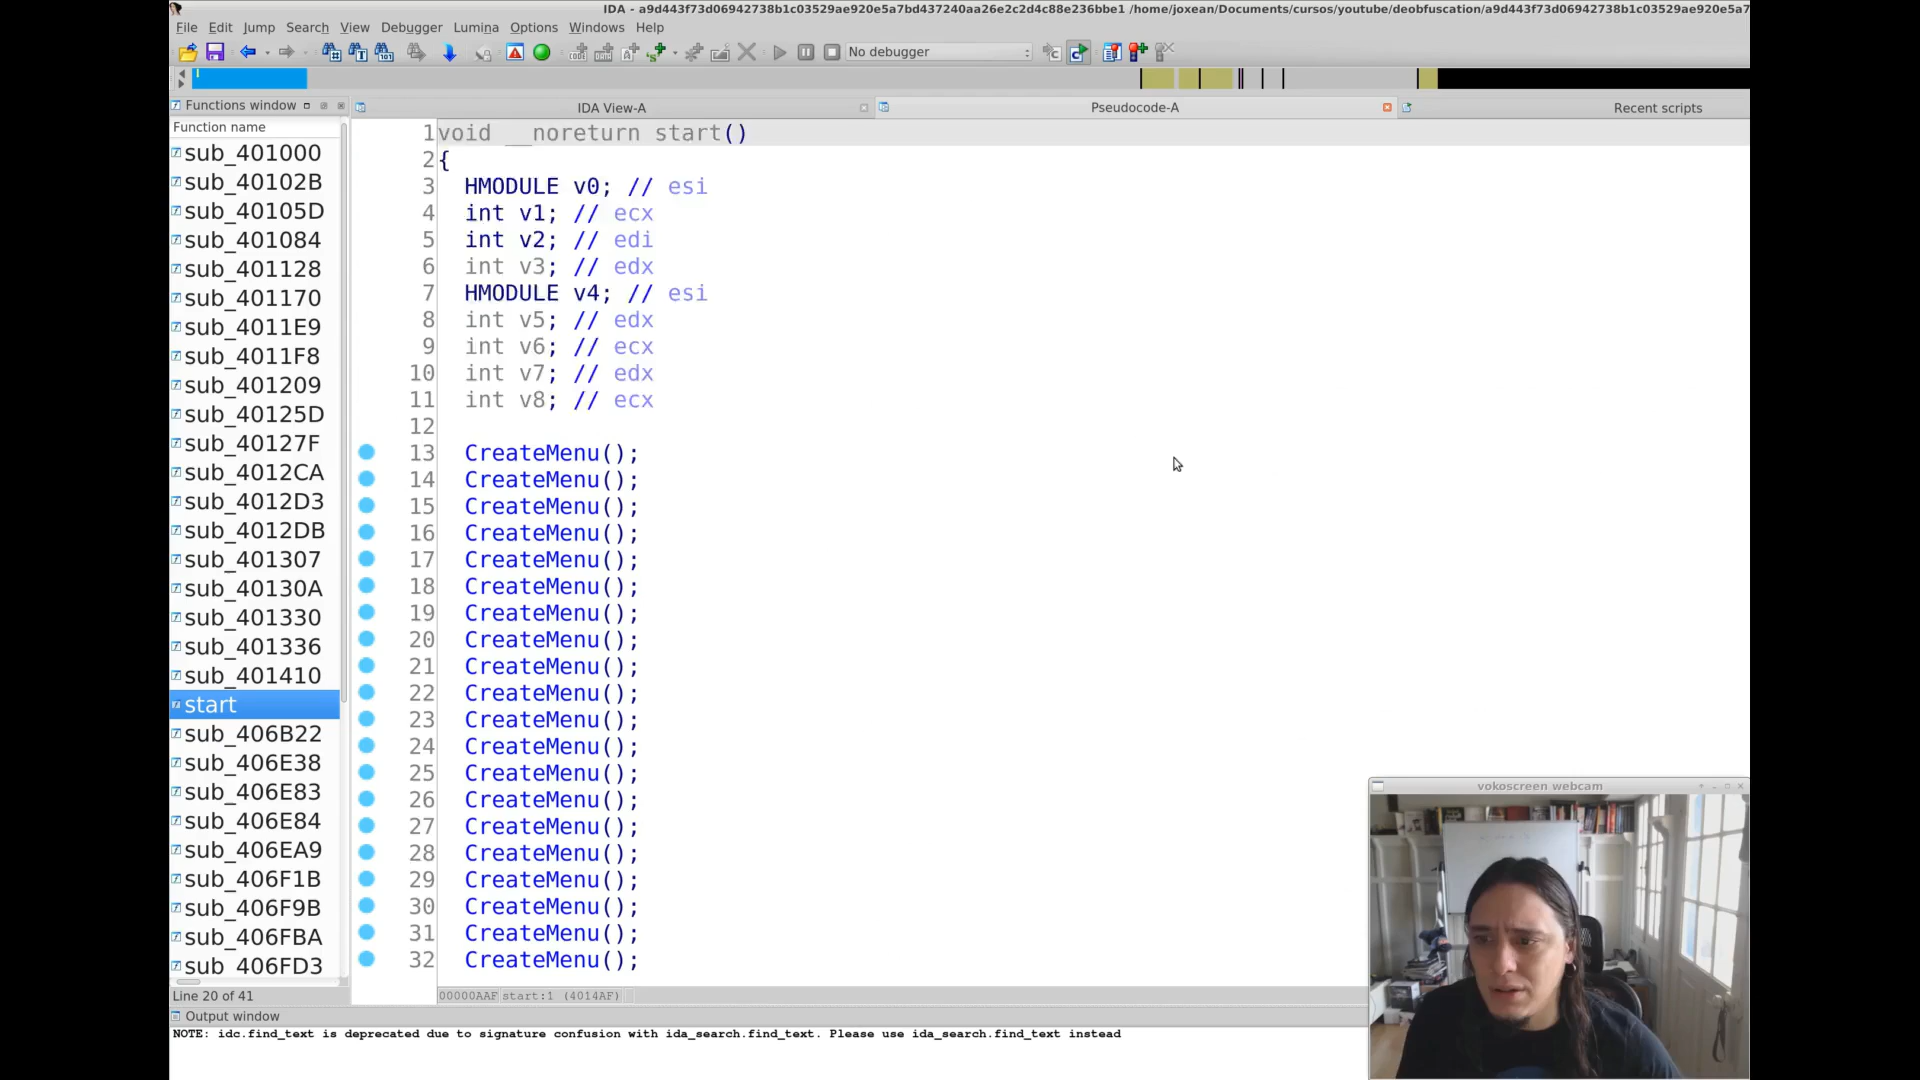 IDA - a9d443f73d06942738b1c03529ae920e5a7bd437240aa26e2c2d4c88e236bbe1 /home/joxean/Documents/cursos/youtube/deobfuscation/a9d443f73d06942738b1c03529ae920e5a7
File Edit Jump Search View Debugger Lumina Options Windows Help
No debugger
Functions window
IDA View-A
Pseudocode-A
Recent scripts
Function name
sub_401000
sub_40102B
sub_40105D
sub_401084
sub_401128
sub_401170
sub_4011E9
sub_4011F8
sub_401209
sub_40125D
sub_40127F
sub_4012CA
sub_4012D3
sub_4012DB
sub_401307
sub_40130A
sub_401330
sub_401336
sub_401410
start
sub_406B22
sub_406E38
sub_406E83
sub_406E84
sub_406EA9
sub_406F1B
sub_406F9B
sub_406FBA
sub_406FD3
Line 20 of 41
1 void __noreturn start()
2 {
3 HMODULE v0; // esi
4 int v1; // ecx
5 int v2; // edi
6 int v3; // edx
7 HMODULE v4; // esi
8 int v5; // edx
9 int v6; // ecx
10 int v7; // edx
11 int v8; // ecx
12
13 CreateMenu();
14 CreateMenu();
15 CreateMenu();
16 CreateMenu();
17 CreateMenu();
18 CreateMenu();
19 CreateMenu();
20 CreateMenu();
21 CreateMenu();
22 CreateMenu();
23 CreateMenu();
24 CreateMenu();
25 CreateMenu();
26 CreateMenu();
27 CreateMenu();
28 CreateMenu();
29 CreateMenu();
30 CreateMenu();
31 CreateMenu();
32 CreateMenu();
00000AAF start:1 (4014AF)
vokoscreen webcam
Output window
NOTE: idc.find_text is deprecated due to signature confusion with ida_search.find_text. Please use ida_search.find_text instead